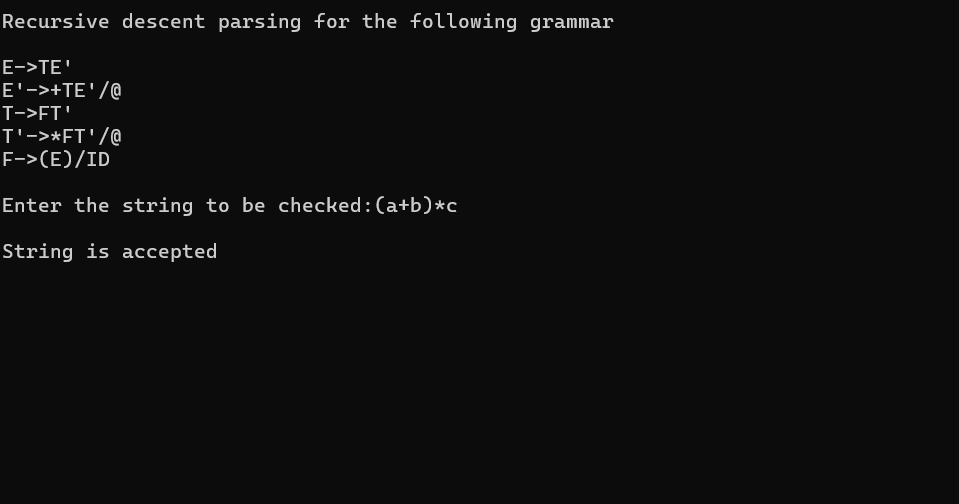 Recursive descent parsing for the following grammar
E->TE'
E'->+TE'/@
T->FT'
T'->*FT'/@
F->(E)/ID
Enter the string to be checked:(a+b)*c
String is accepted